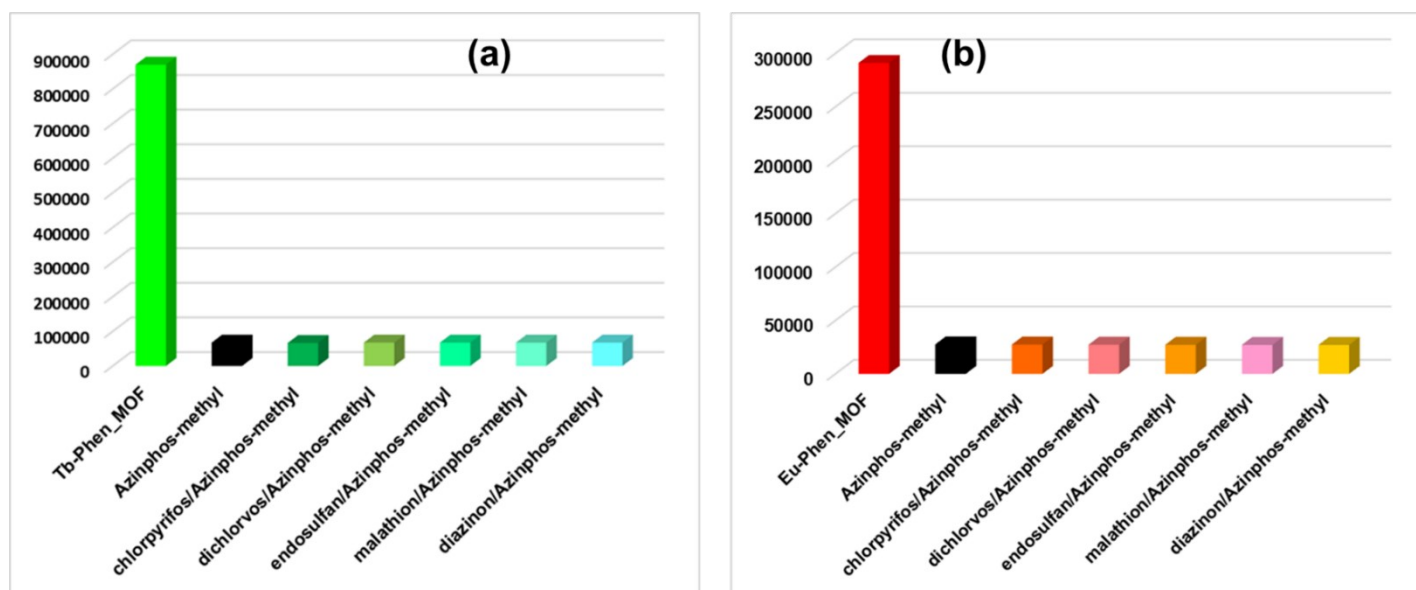 (a)
900000
800000
700000
600000
500000
400000
300000
200000
100000
0
Tb-Phen_MOF
Azinphos-methyl
chlorpyrifos/Azinphos-methyl
dichlorvos/Azinphos-methyl
endosulfan/Azinphos-methyl
malathion/Azinphos-methyl
diazinon/Azinphos-methyl
(b)
300000
250000
200000
150000
100000
50000
0
Eu-Phen_MOF
Azinphos-methyl
chlorpyrifos/Azinphos-methyl
dichlorvos/Azinphos-methyl
endosulfan/Azinphos-methyl
malathion/Azinphos-methyl
diazinon/Azinphos-methyl